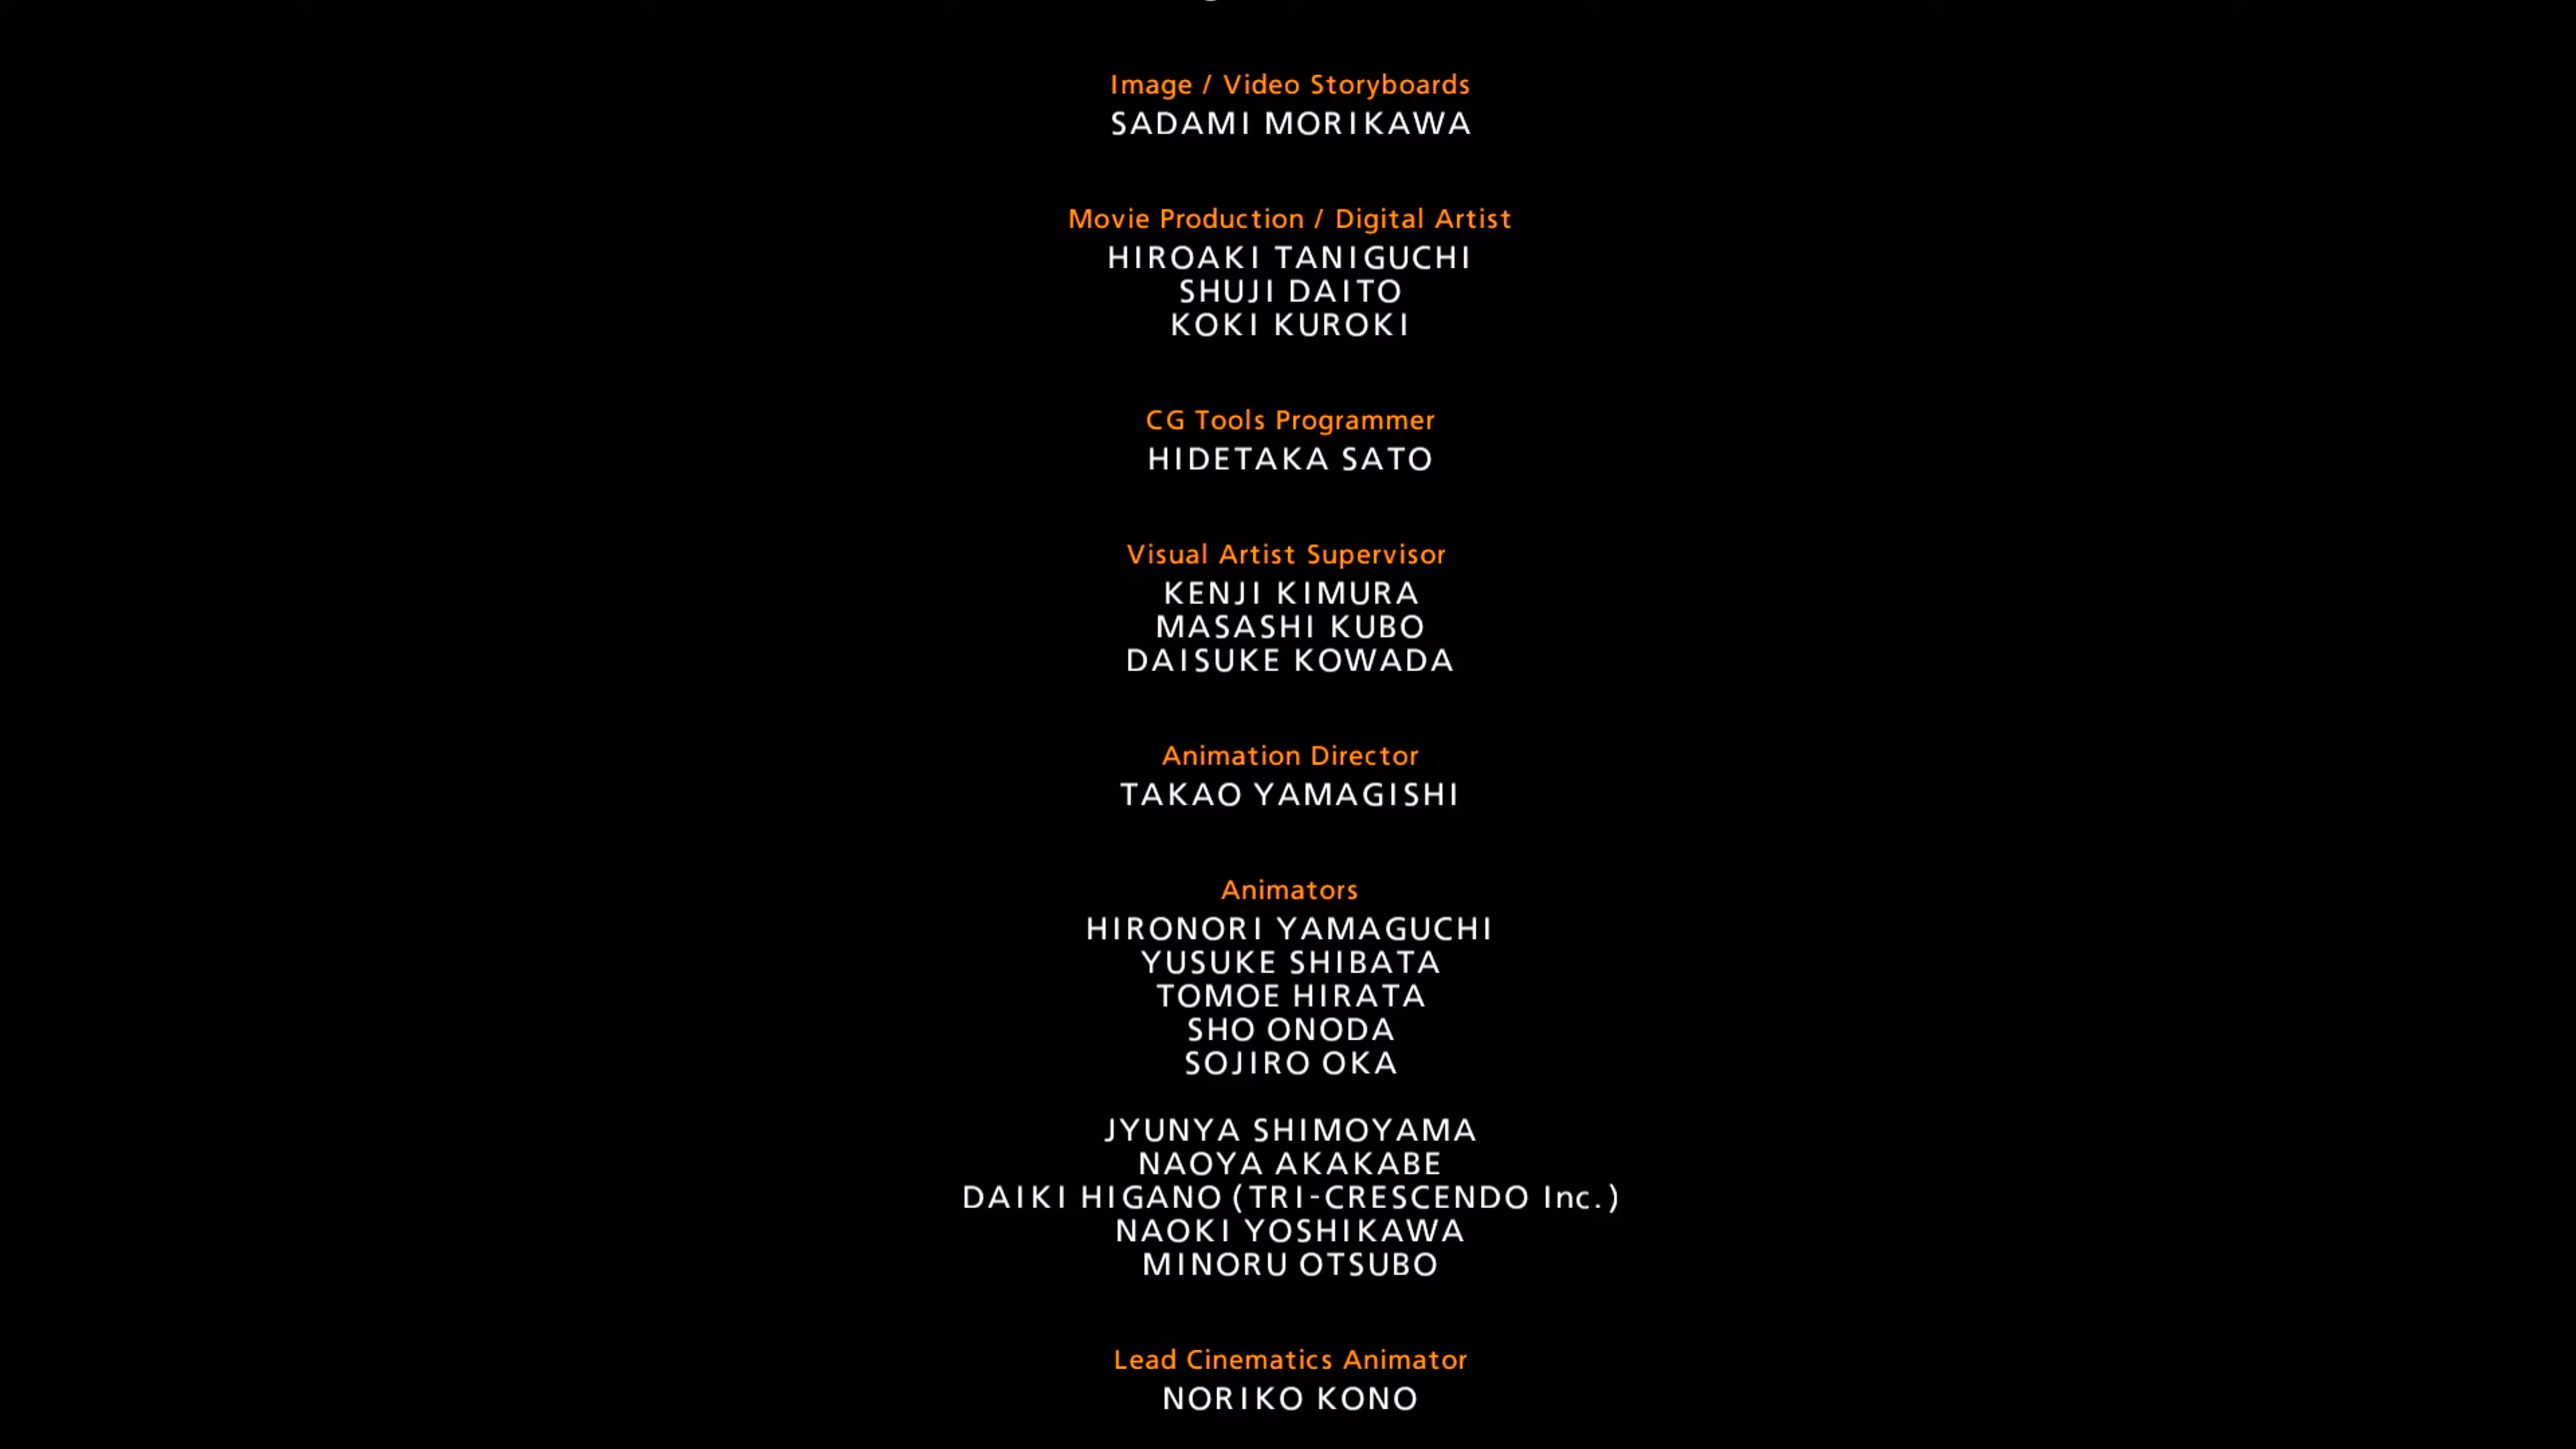 Image / Video Storyboards
SADAMI MORIKAWA
Movie Production / Digital Artist
HIROAKI TANIGUCHI
SHUJI DAITO
KOKI KUROKI
CG Tools Programmer
HIDETAKA SATO
Visual Artist Supervisor
KENJI KIMURA
MASASHI KUBO
DAISUKE KOWADA
Animation Director
TAKAO YAMAGISHI
Animators
HIRONORI YAMAGUCHI
YUSUKE SHIBATA
TOMOE HIRATA
SHO ONODA
SOJIRO OKA
JYUNYA SHIMOYAMA
NAOYA AKAKABE
DAIKI HIGANO (TRI-CRESCENDO Inc.)
NAOKI YOSHIKAWA
MINORU OTSUBO
Lead Cinematics Animator
NORIKO KONO